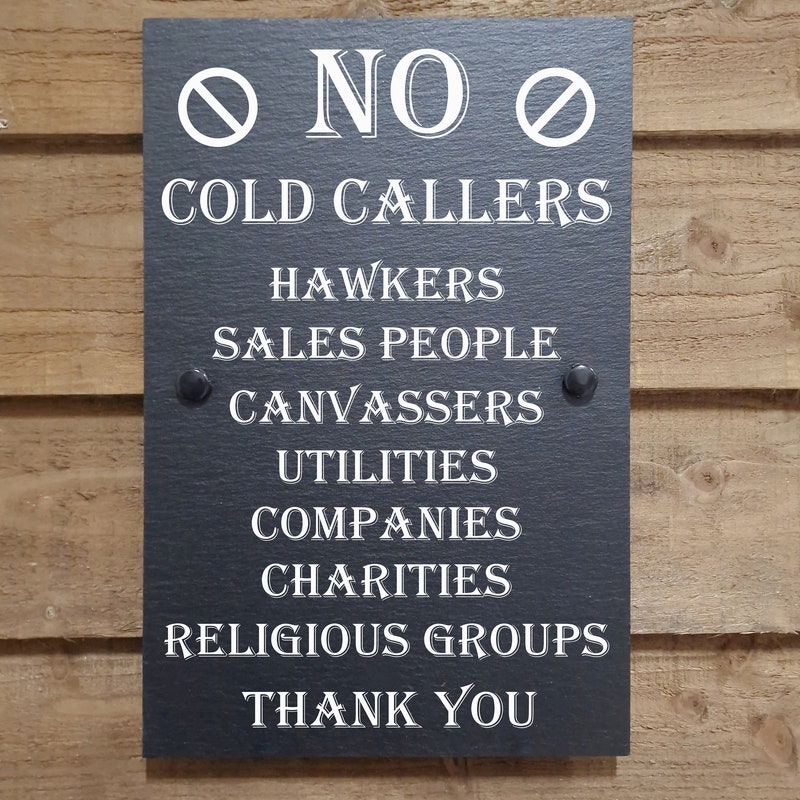 NO
COLD CALLERS
HAWKERS
SALES PEOPLE
CANVASSERS
UTILITIES
COMPANIES
CHARITIES
RELIGIOUS GROUPS
THANK YOU